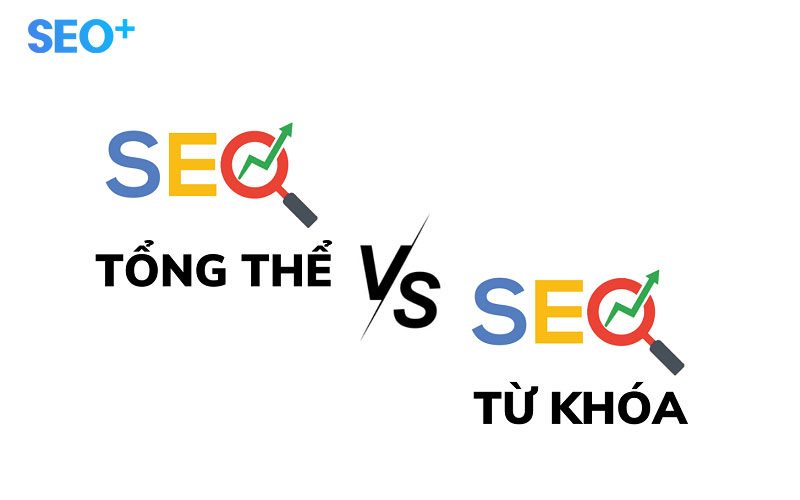 SEO+
SEO
TỔNG THỂ
VS
SEO
TỪ KHÓA